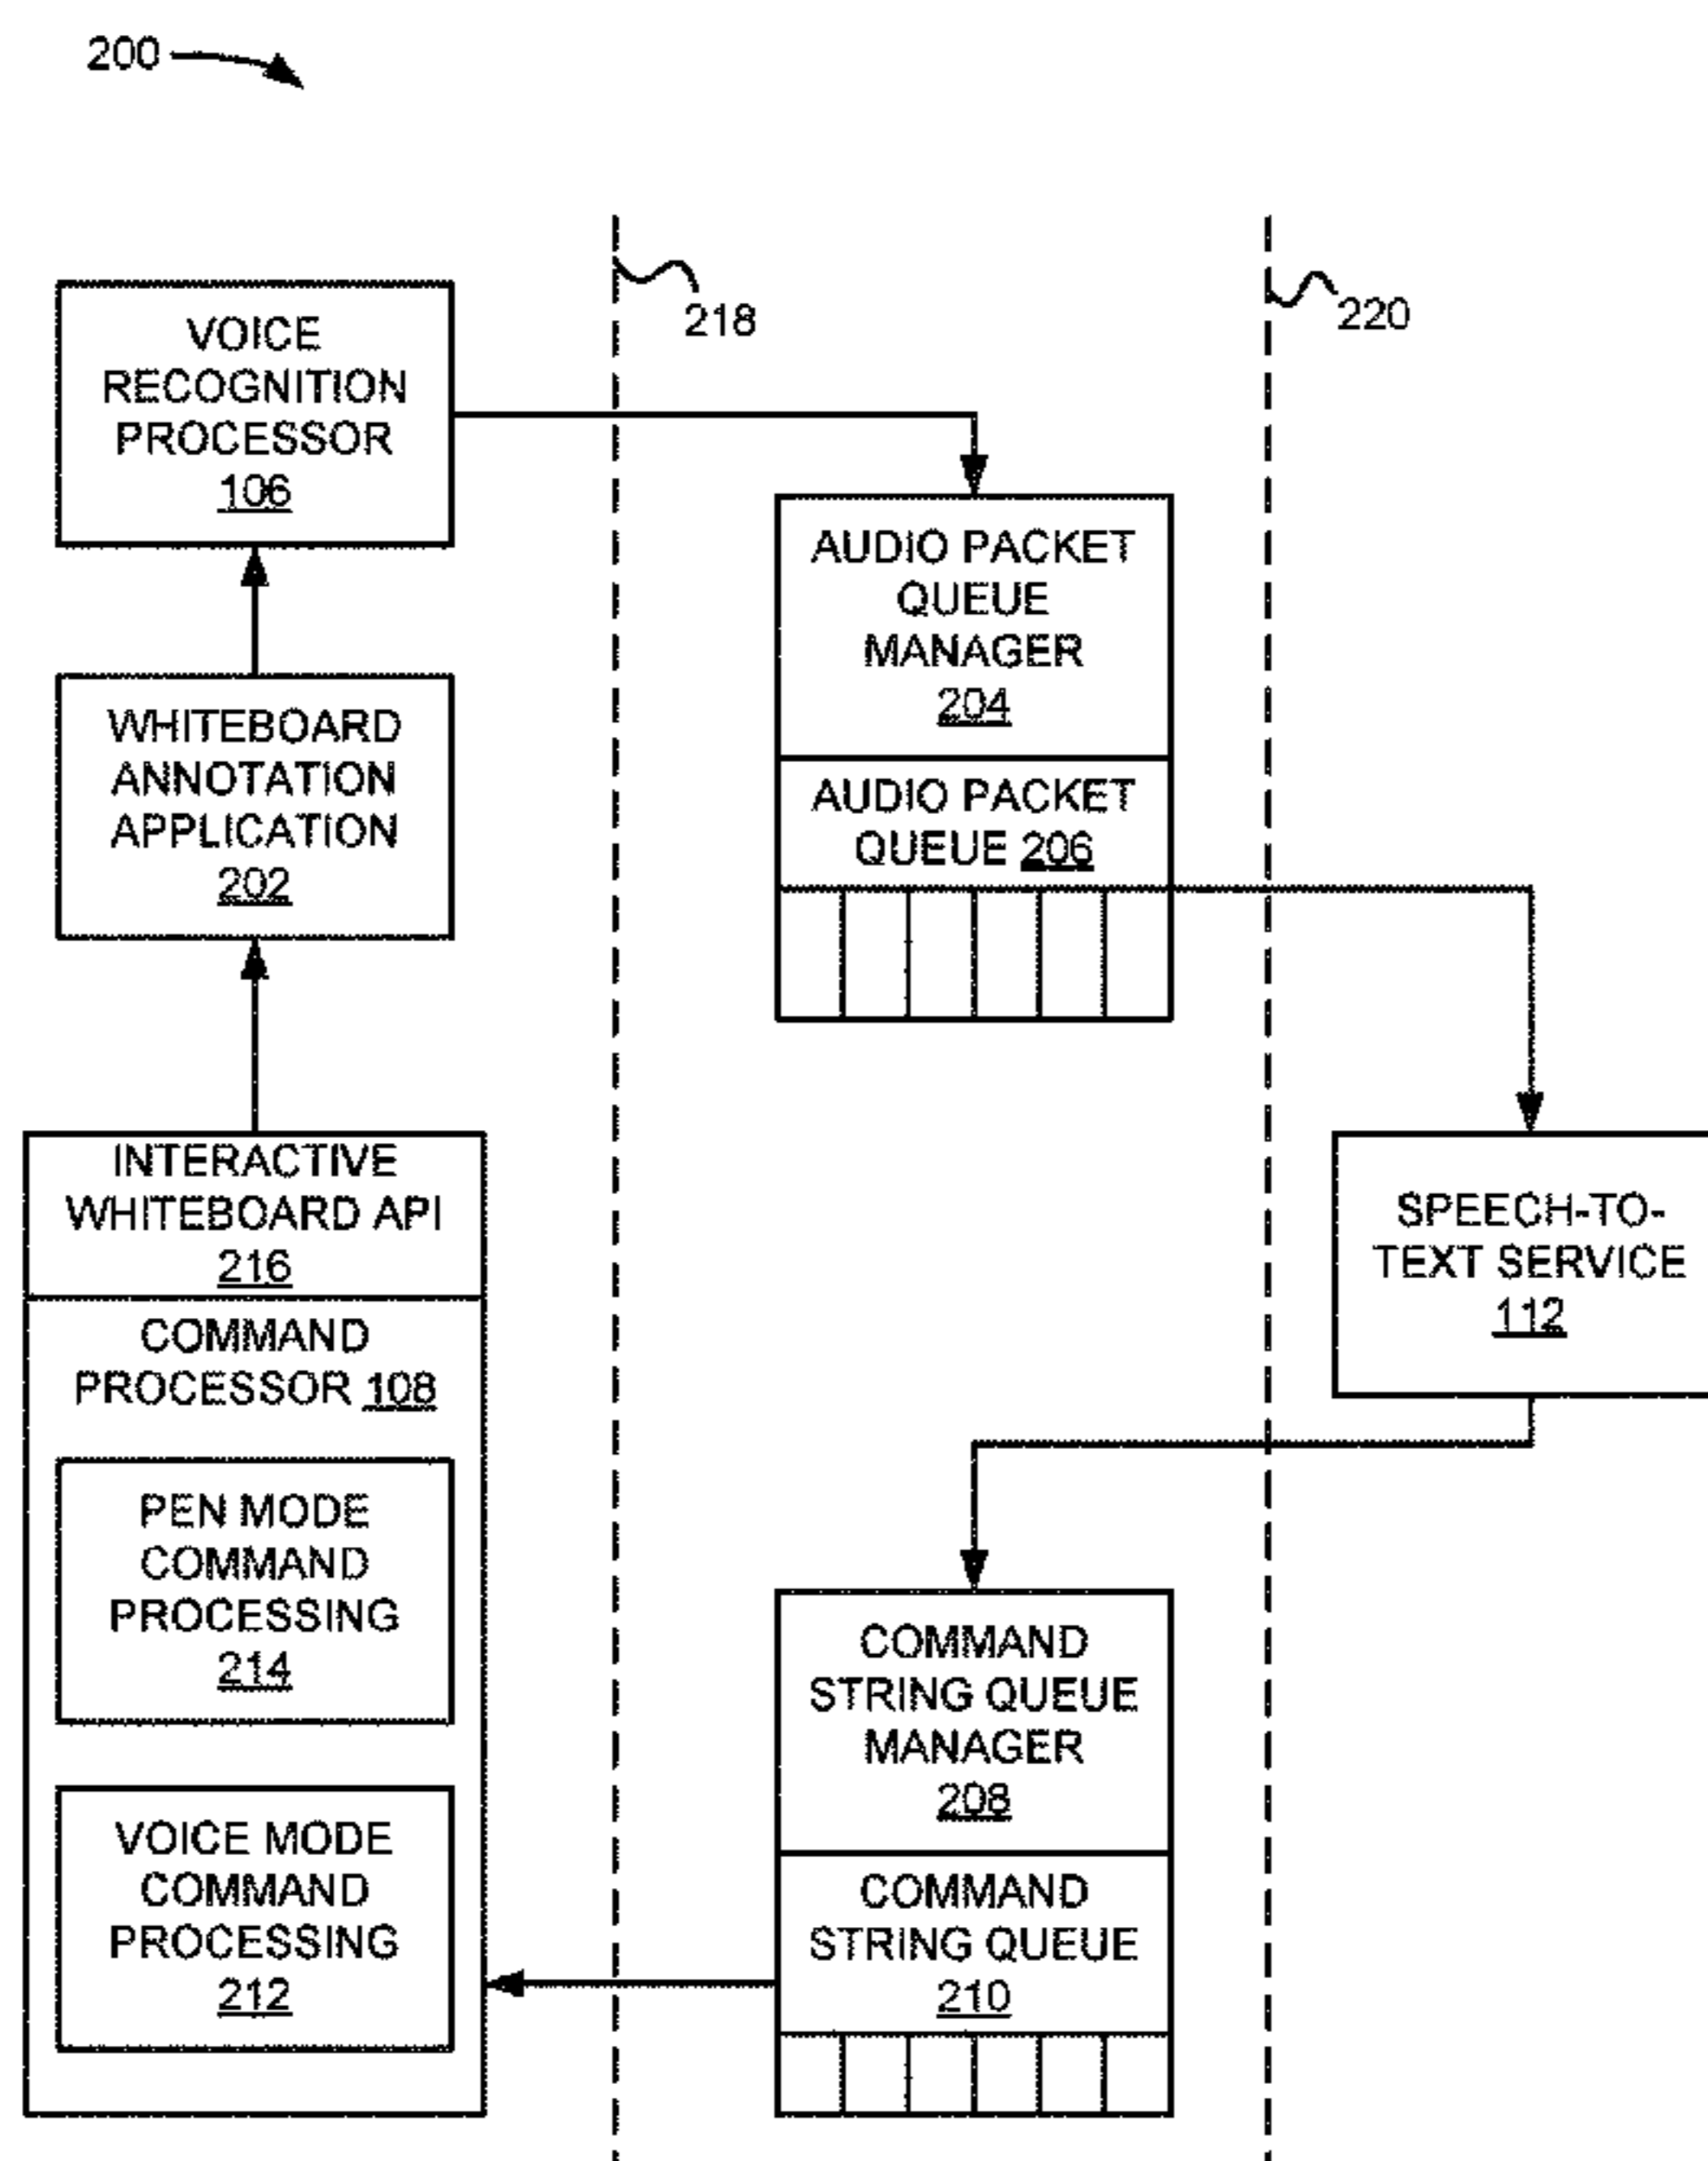 200
218
220
VOICE
RECOGNITION
PROCESSOR
106
AUDIO PACKET
QUEUE
MANAGER
204
WHITEBOARD
ANNOTATION
APPLICATION
202
AUDIO PACKET
QUEUE 206
INTERACTIVE
WHITEBOARD API
216
SPEECH-TO-
TEXT SERVICE
112
COMMAND
PROCESSOR 108
PEN MODE
COMMAND
PROCESSING
214
COMMAND
STRING QUEUE
MANAGER
208
VOICE MODE
COMMAND
PROCESSING
212
COMMAND
STRING QUEUE
210